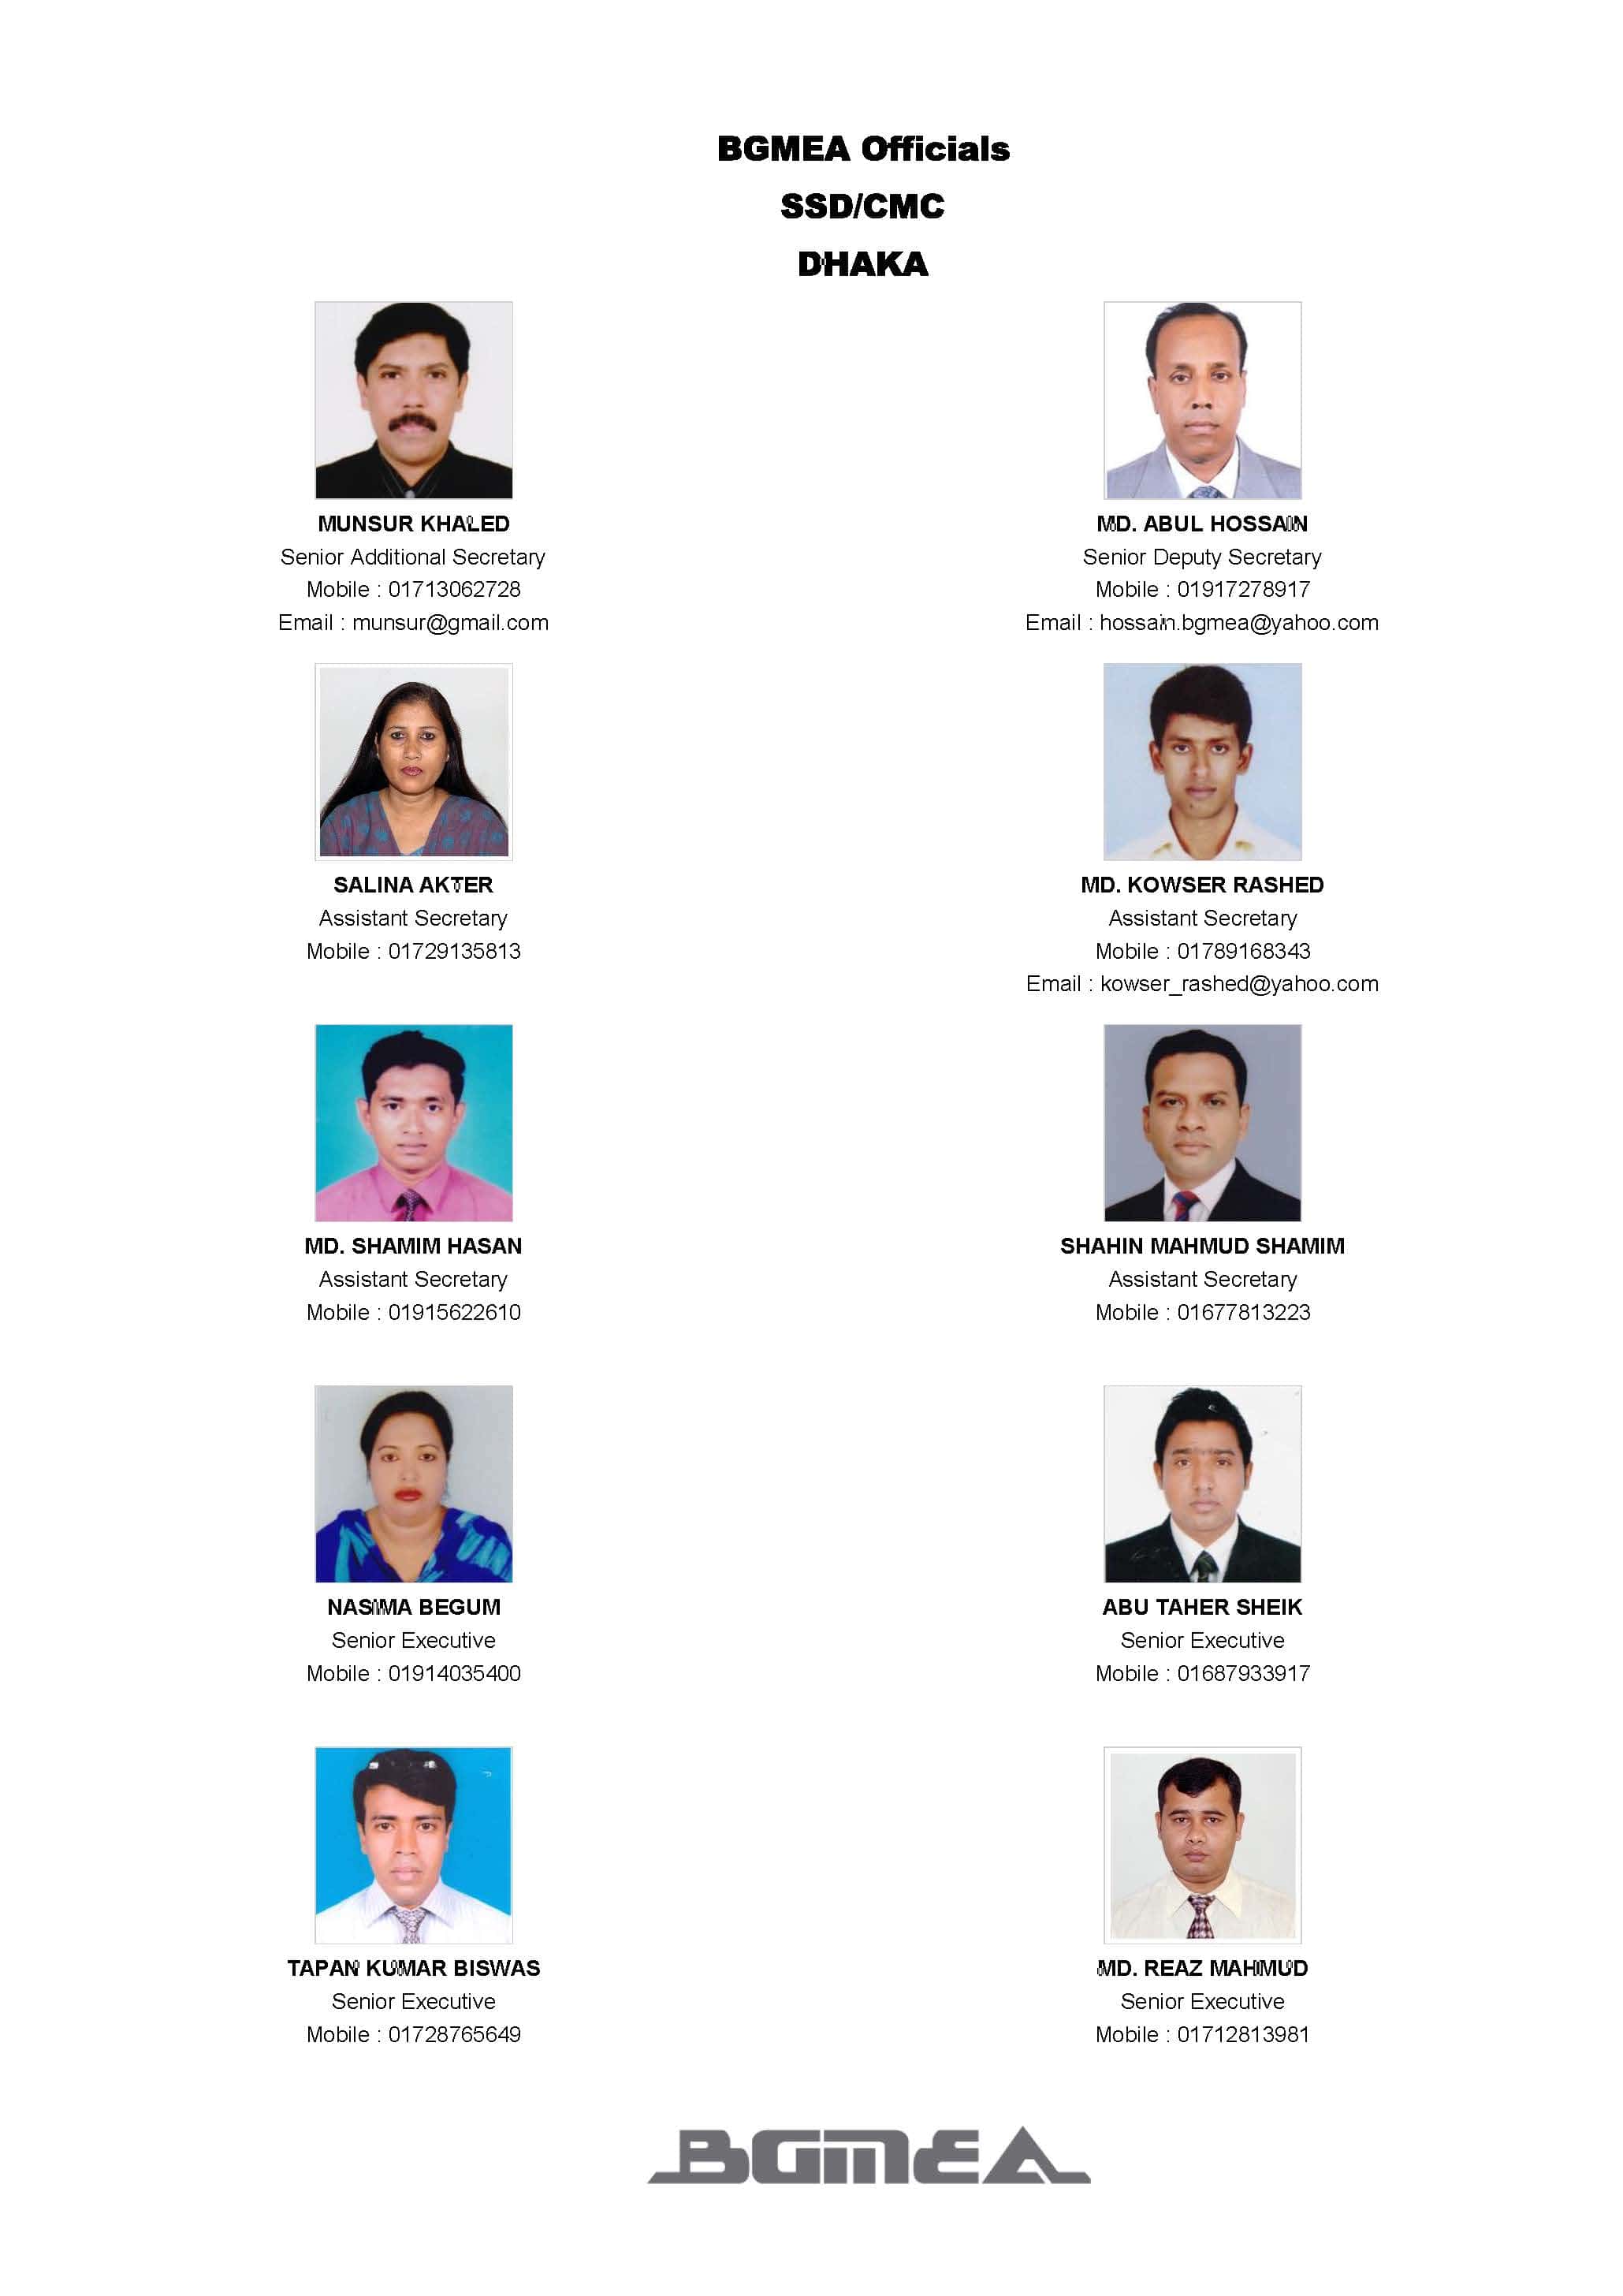 BGMEA Officials
SSD/CMC
DHAKA
MUNSUR KHALED
Senior Additional Secretary
Mobile : 01713062728
Email : munsur@gmail.com
MD. ABUL HOSSAIN
Senior Deputy Secretary
Mobile : 01917278917
Email : hossain.bgmea@yahoo.com
SALINA AKTER
Assistant Secretary
Mobile : 01729135813
MD. KOWSER RASHED
Assistant Secretary
Mobile : 01789168343
Email : kowser_rashed@yahoo.com
MD. SHAMIM HASAN
Assistant Secretary
Mobile : 01915622610
SHAHIN MAHMUD SHAMIM
Assistant Secretary
Mobile : 01677813223
NASIMA BEGUM
Senior Executive
Mobile : 01914035400
ABU TAHER SHEIK
Senior Executive
Mobile : 01687933917
TAPAN KUMAR BISWAS
Senior Executive
Mobile : 01728765649
MD. REAZ MAHMUD
Senior Executive
Mobile : 01712813981
BGMEA